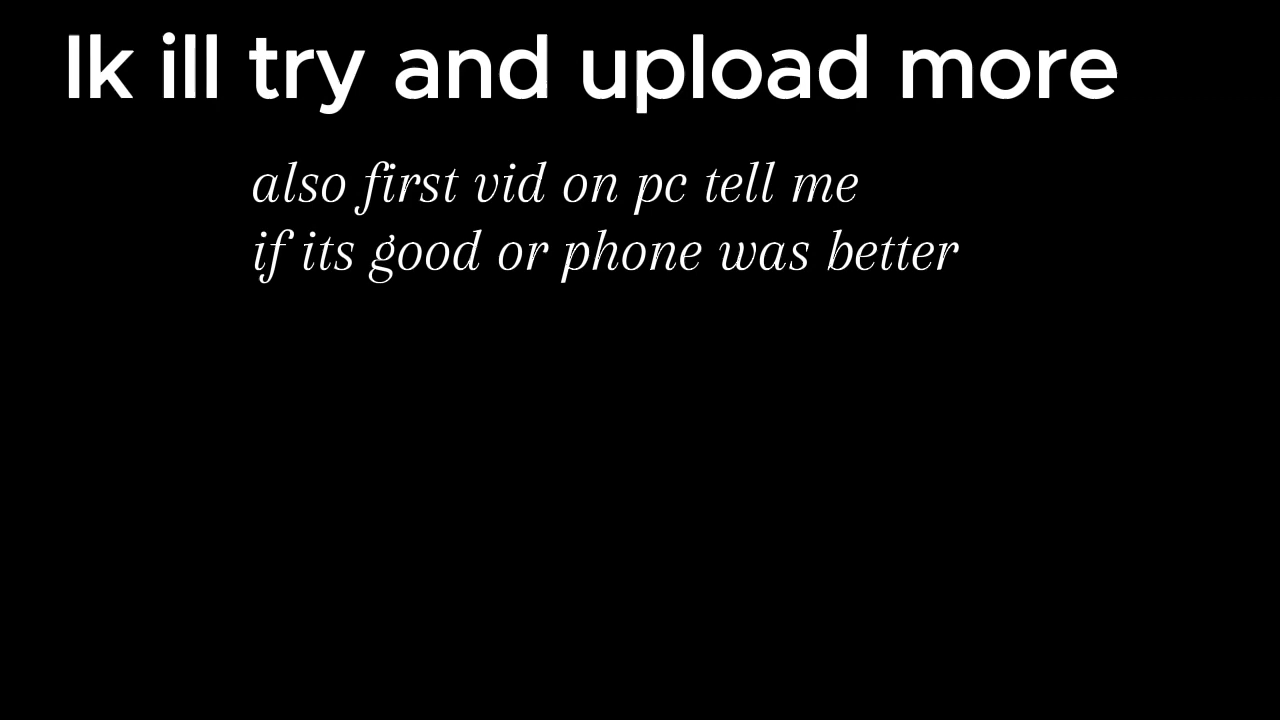 Ik ill try and upload more
also first vid on pc tell me
if its good or phone was better